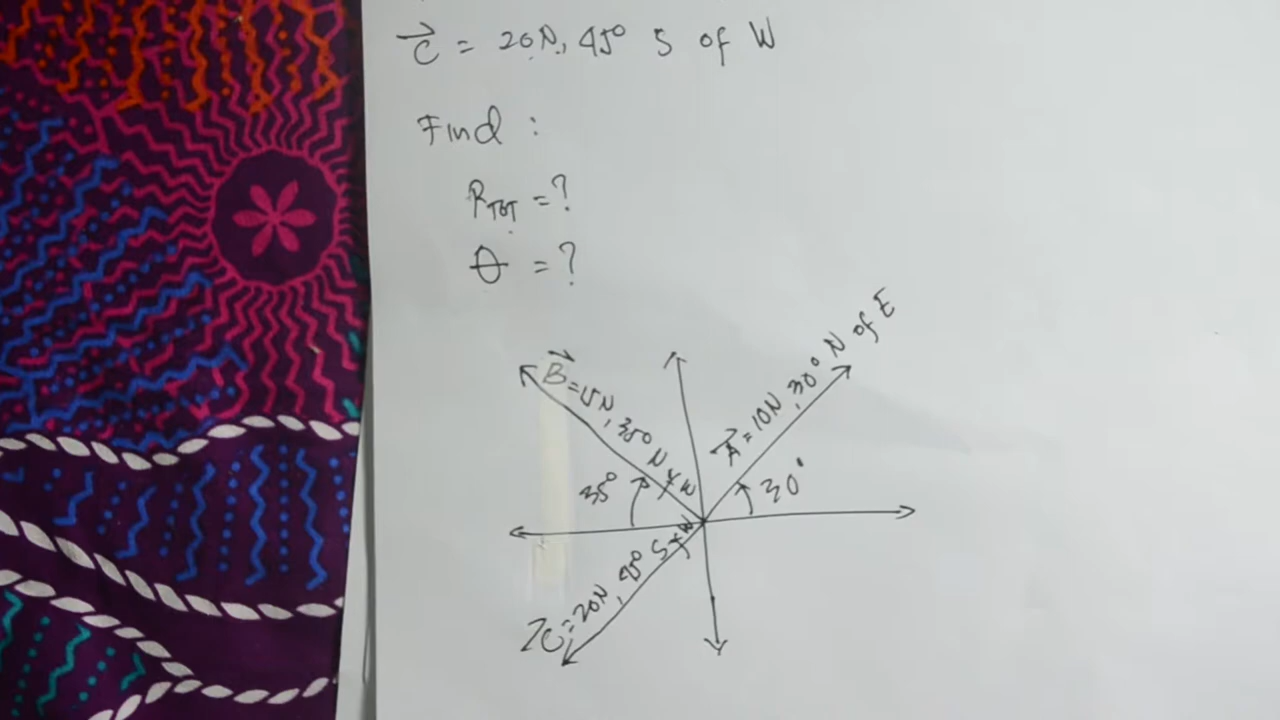 C = 20N, 45° S of W
Find :
R_TOT = ?
θ = ?
B = 15N, 35° N of
A = 10N, 30° N of E
35°
30°
C = 20N, 45° S of W